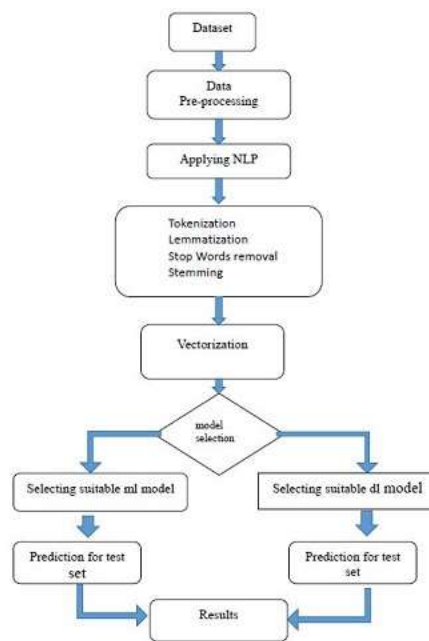 Dataset
Data
Pre-processing
Applying NLP
Tokenization
Lemmatization
Stop Words removal
Stemming
Vectorization
model
selection
Selecting suitable ml model
Selecting suitable dl model
Prediction for test
set
Prediction for test
set
Results